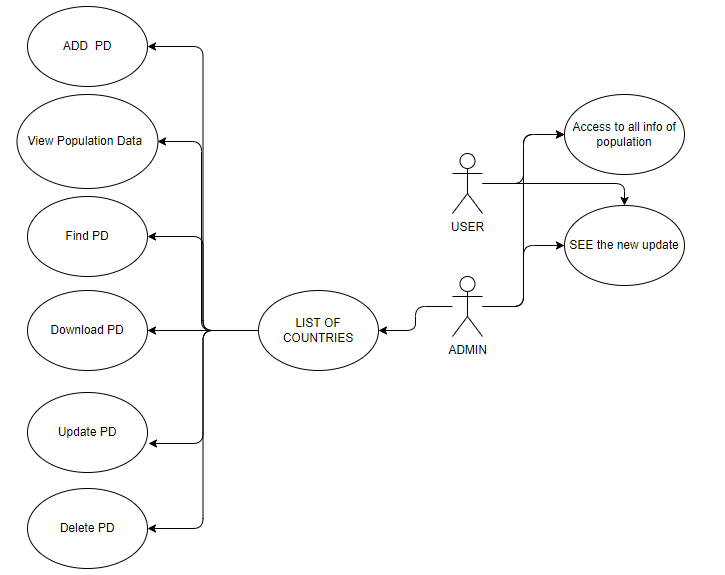 ADD PD
View Population Data
Find PD
Download PD
Update PD
Delete PD
LIST OF
COUNTRIES
USER
ADMIN
Access to all info of
population
SEE the new update